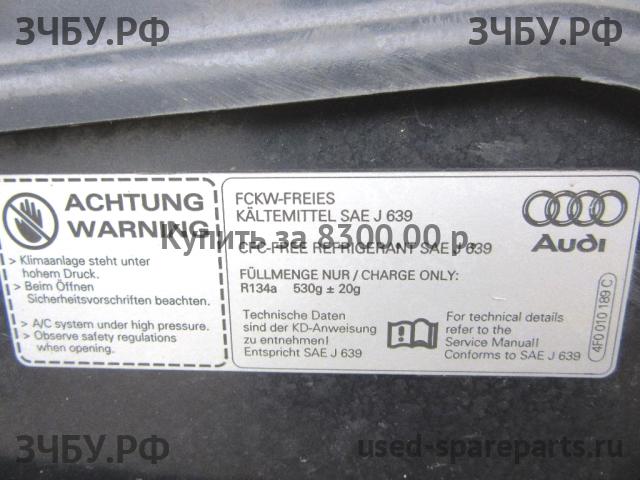 ЗЧБУ.РФ
ЗЧБУ.РФ
ACHTUNG
WARNING
> Klimaanlage steht unter
hohem Druck.
> Beim Öffnen
Sicherheitsvorschriften beachten.
> A/C system under high pressure.
> Observe safety regulations
when opening.
FCKW-FREIES
KÄLTEMITTEL SAE J 639
Купить за 8300.00 р.
CFC-FREE REFRIGERANT SAE J 639
FÜLLMENGE NUR / CHARGE ONLY:
R134a 530g ± 20g
Technische Daten
sind der KD-Anweisung
zu entnehmen!
Entspricht SAE J 639
Audi
For technical details
refer to the
Service Manual!
Conforms to SAE J 639
4F0 010 189 C
ЗЧБУ.РФ
used-spareparts.ru